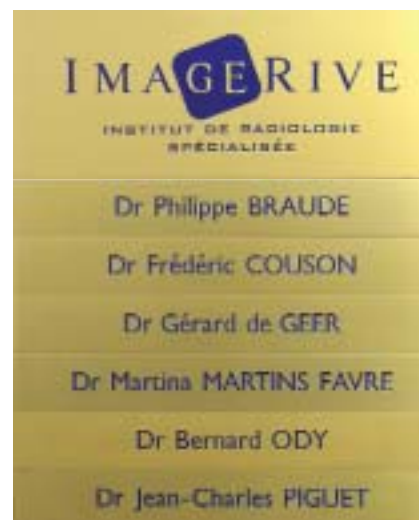 IMAGERIVE
INSTITUT DE RADIOLOGIE
SPÉCIALISÉE
Dr Philippe BRAUDE
Dr Frédéric COUSON
Dr Gérard de GEER
Dr Martina MARTINS FAVRE
Dr Bernard ODY
Dr Jean-Charles PIGUET